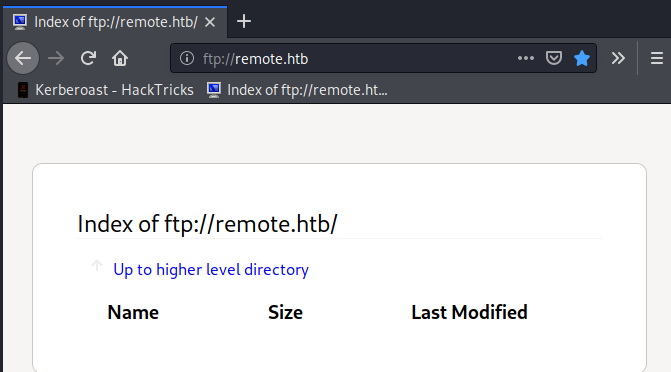 Index of ftp://remote.htb/
ftp://remote.htb
Kerberoast - HackTricks Index of ftp://remote.ht...
Index of ftp://remote.htb/
Up to higher level directory
Name Size Last Modified